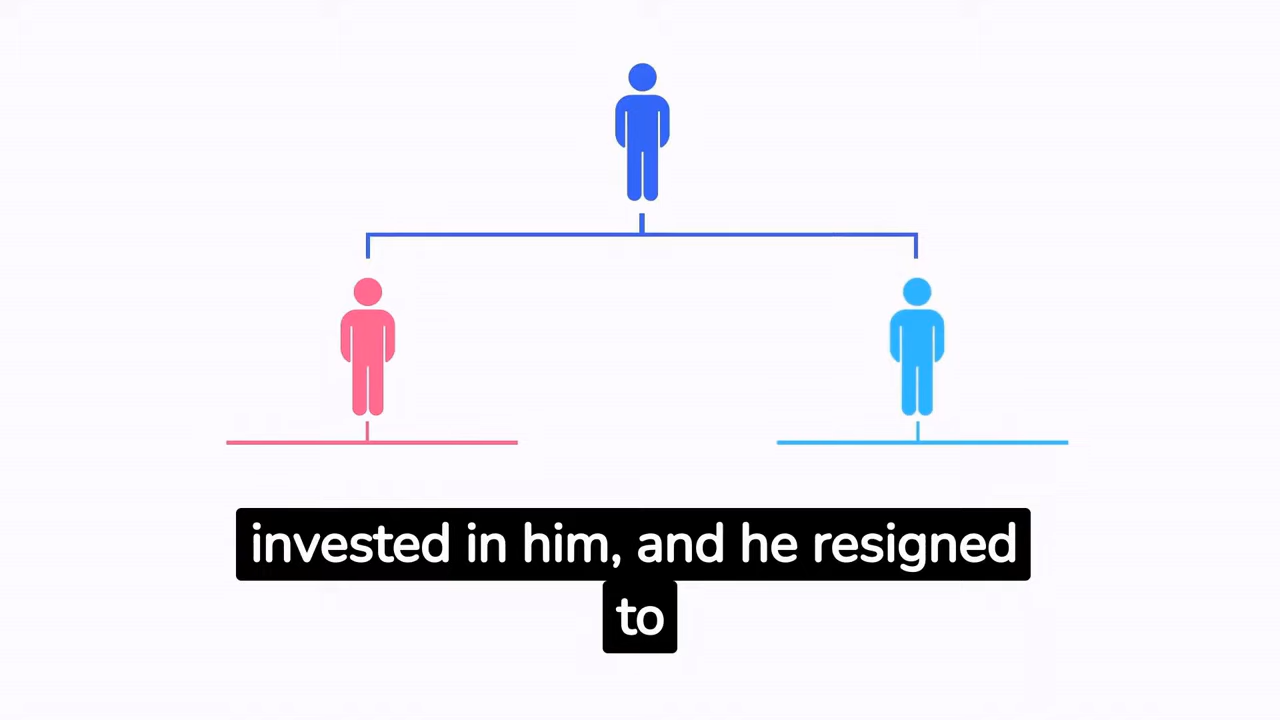 invested in him, and he resigned
to